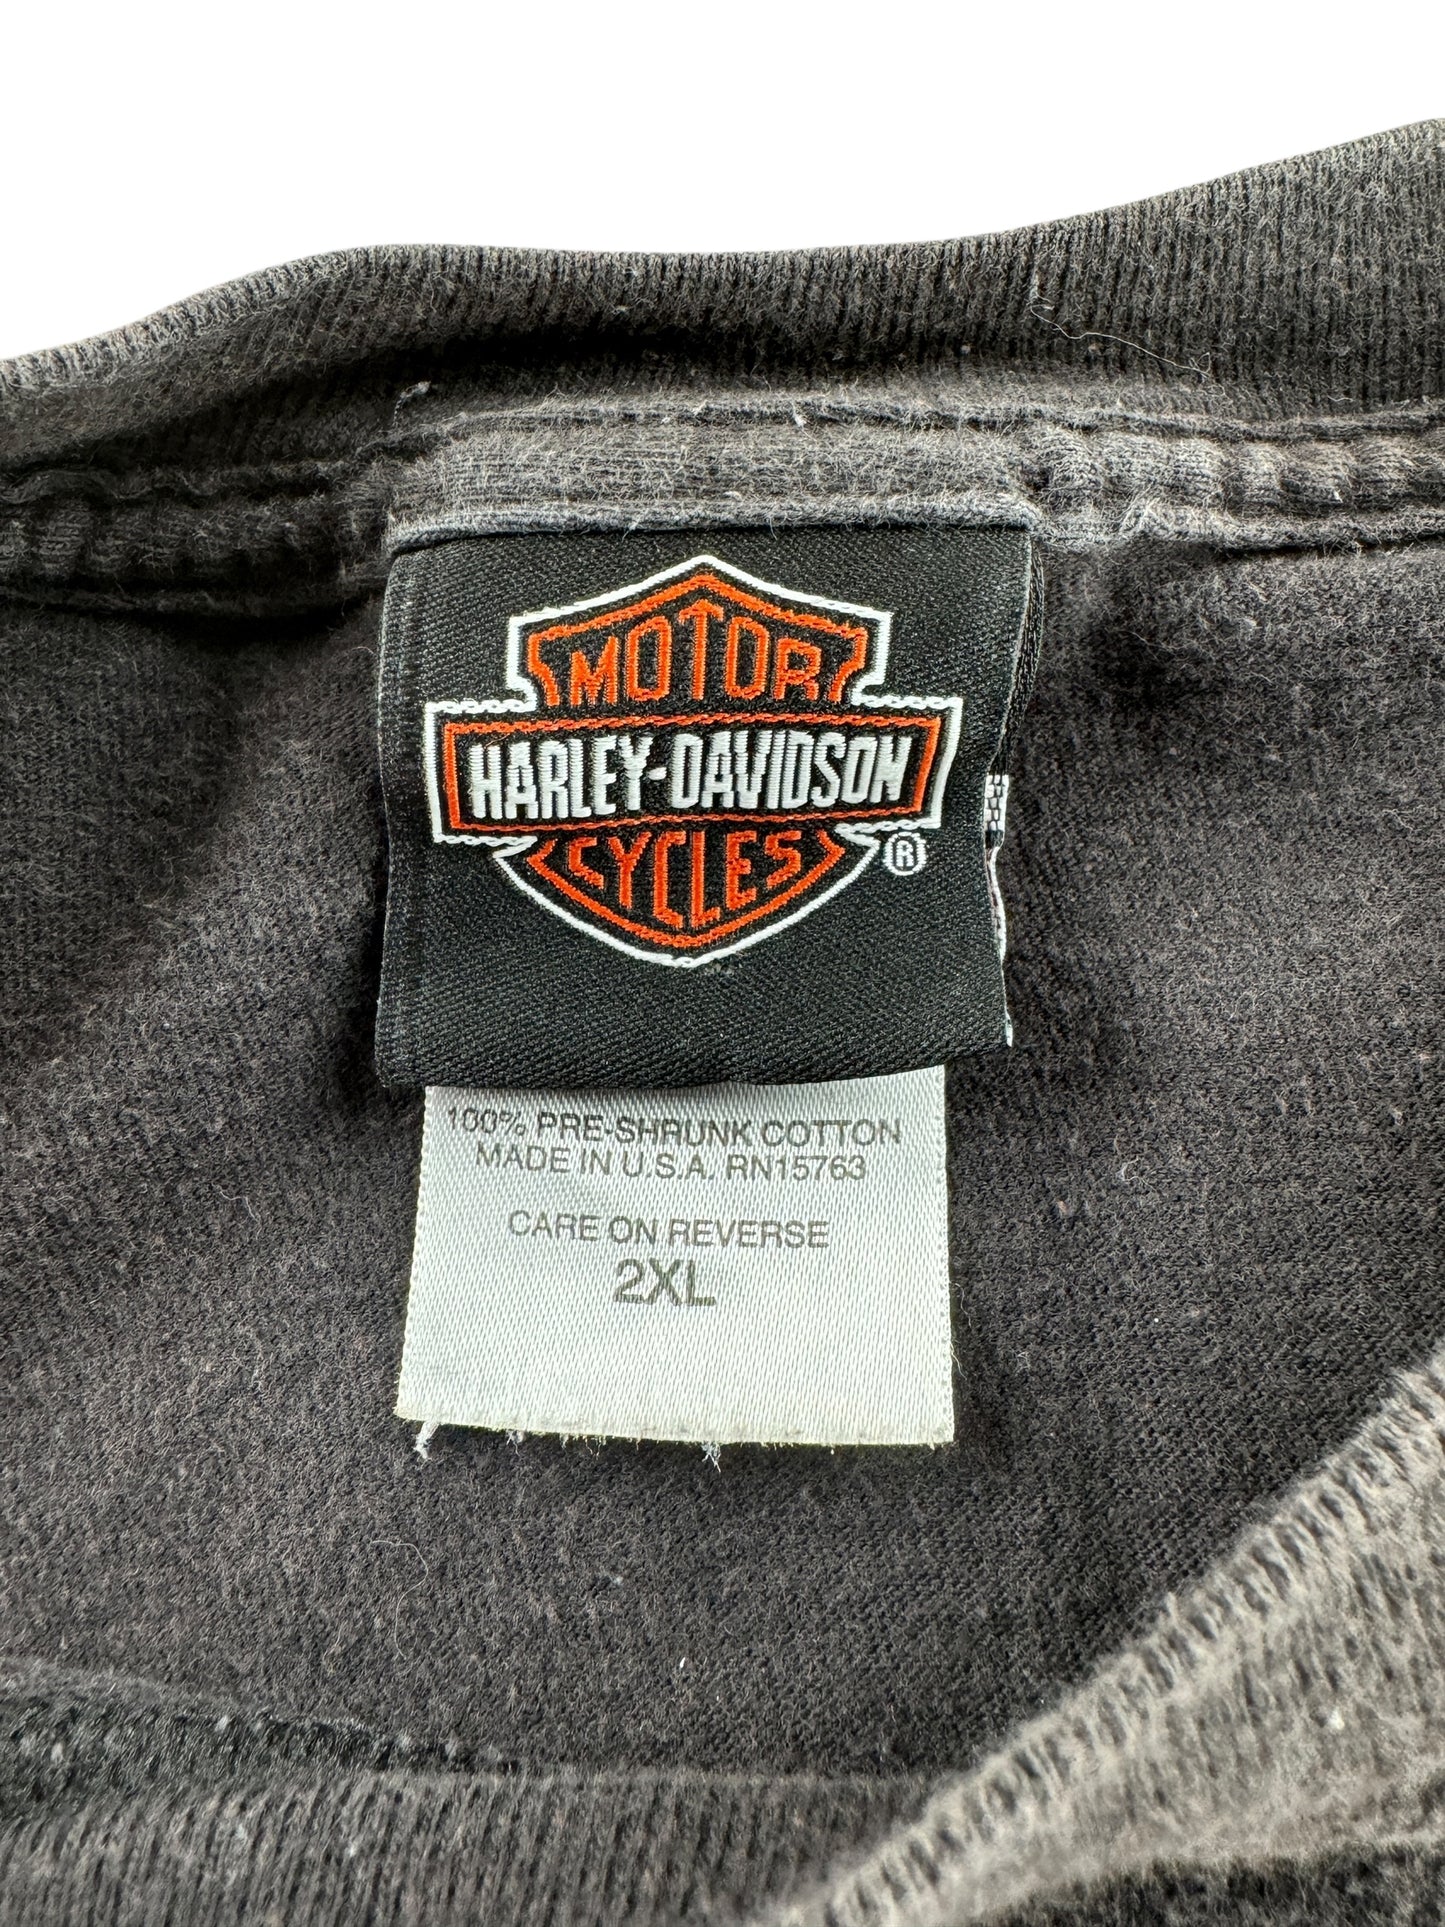 MOTOR
HARLEY-DAVIDSON
CYCLES
®
100% PRE-SHRUNK COTTON
MADE IN U.S.A. RN15763
CARE ON REVERSE
2XL